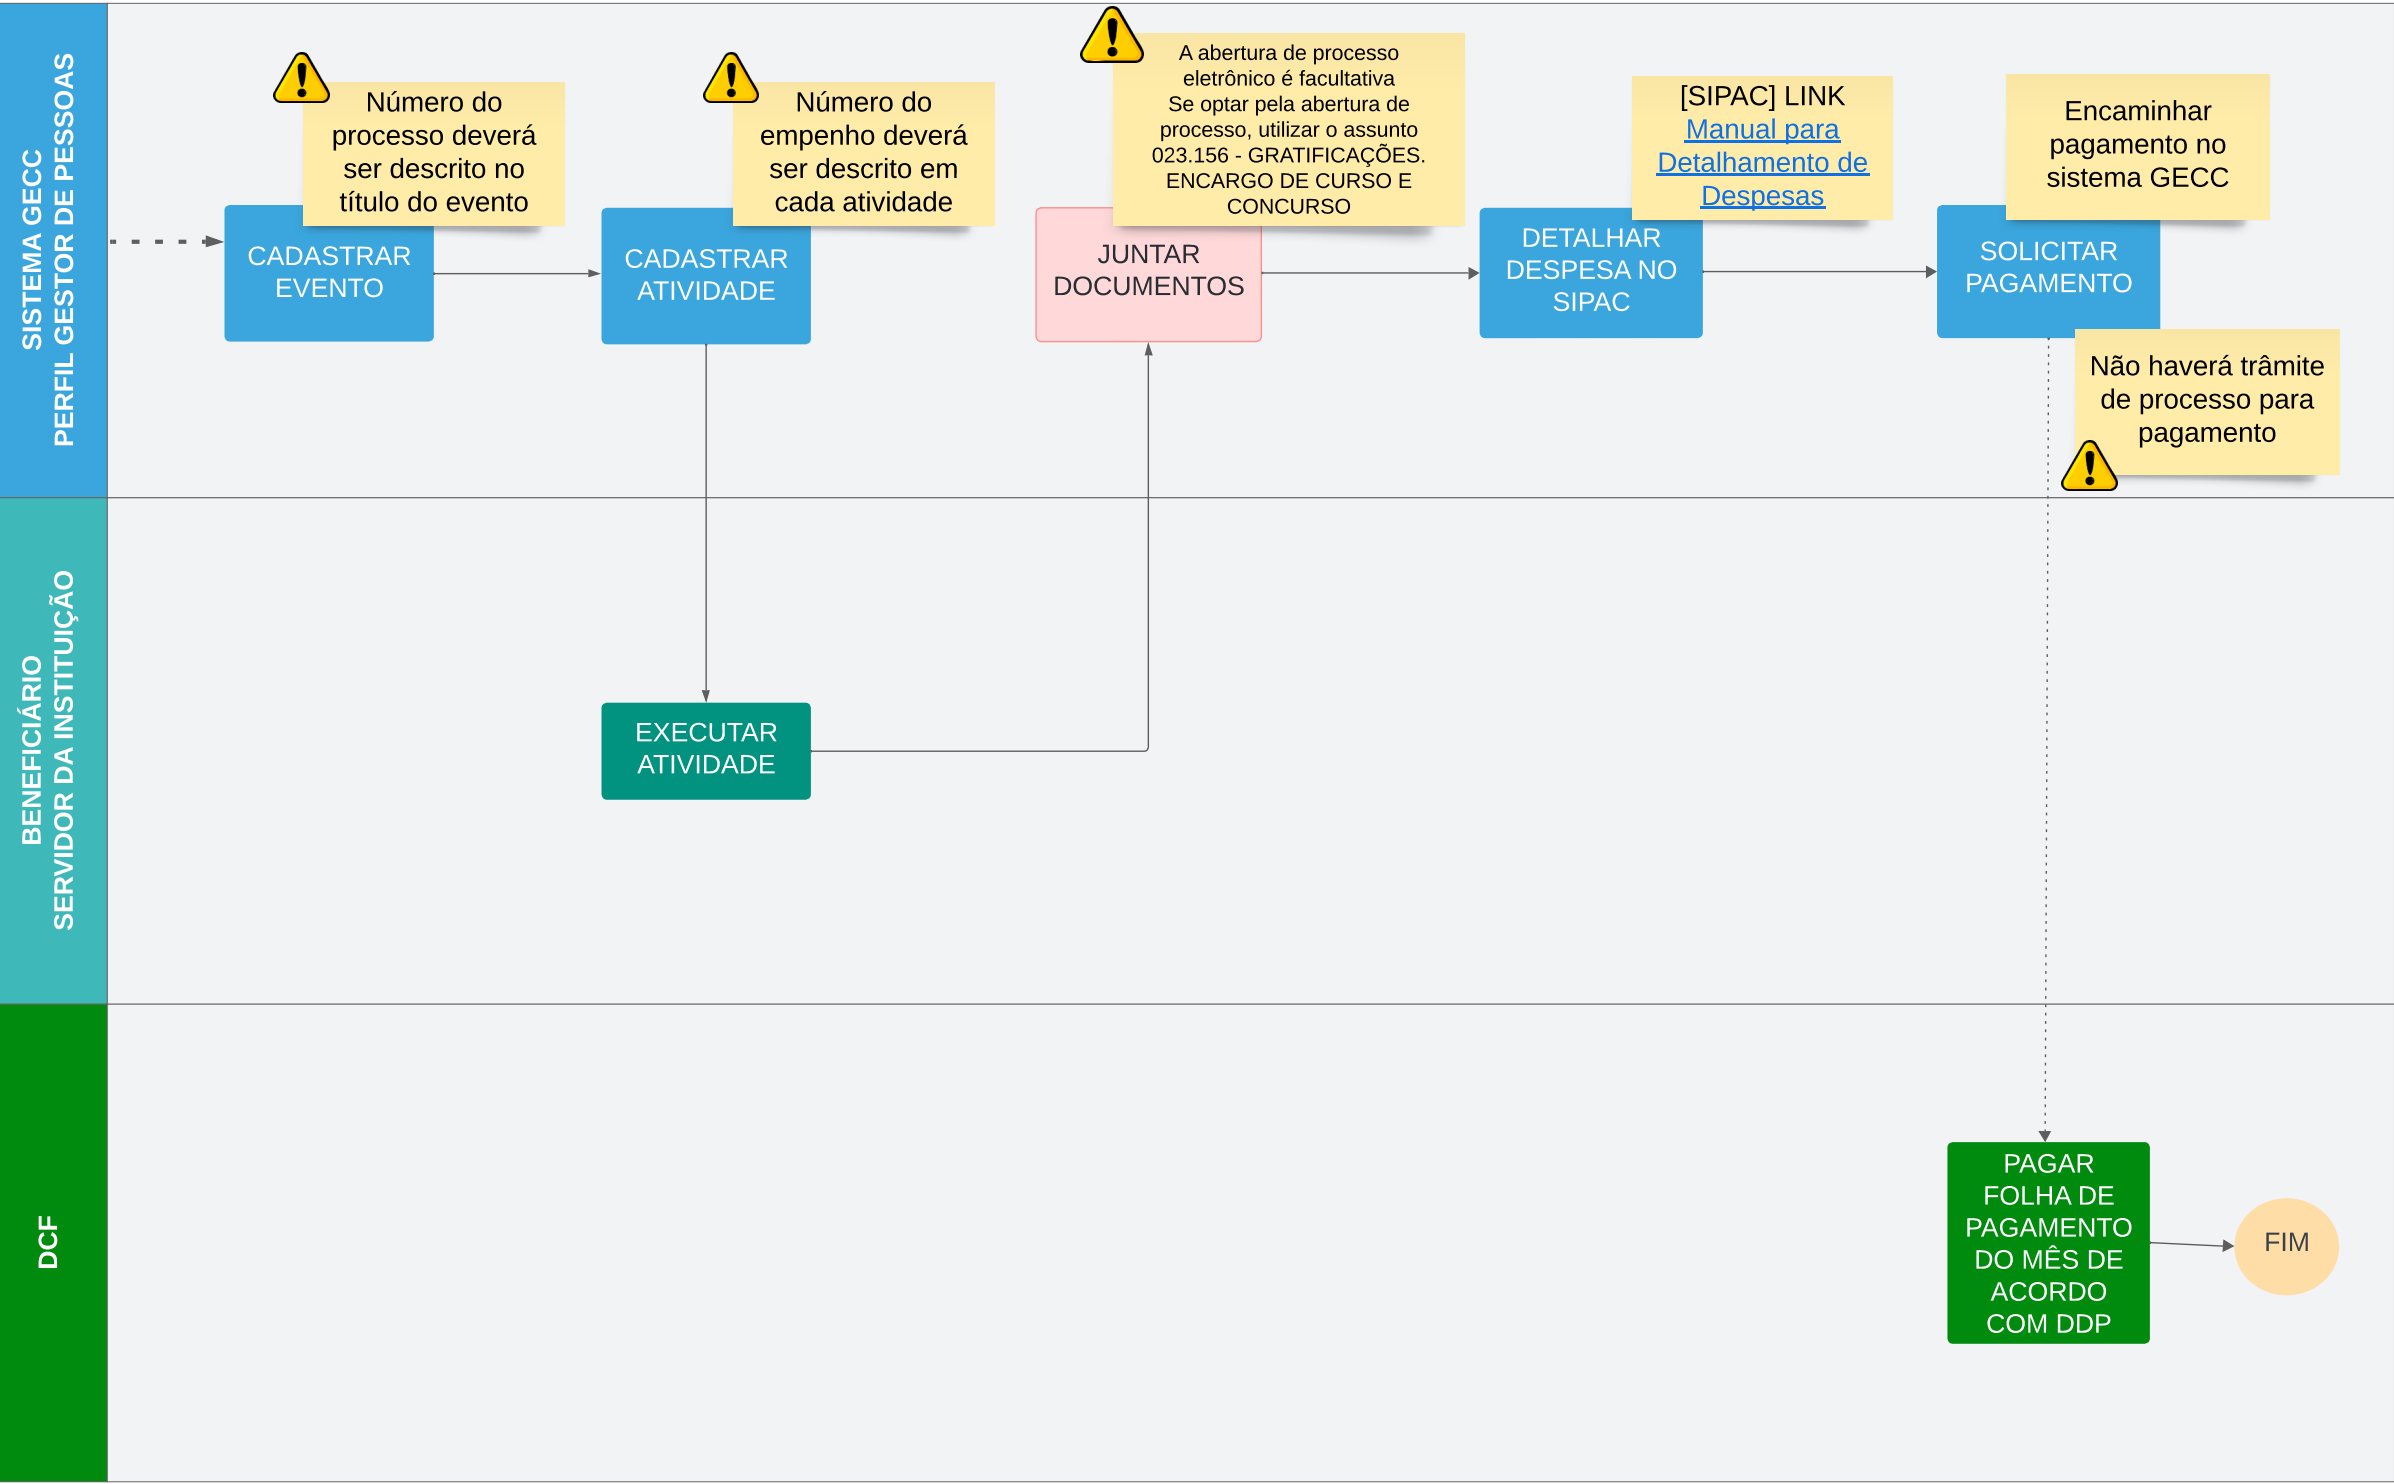 SISTEMA GECC
PERFIL GESTOR DE PESSOAS
Número do
processo deverá
ser descrito no
título do evento
CADASTRAR
EVENTO
Número do
empenho deverá
ser descrito em
cada atividade
CADASTRAR
ATIVIDADE
A abertura de processo
eletrônico é facultativa
Se optar pela abertura de
processo, utilizar o assunto
023.156 - GRATIFICAÇÕES.
ENCARGO DE CURSO E
CONCURSO
JUNTAR
DOCUMENTOS
[SIPAC] LINK
Manual para
Detalhamento de
Despesas
DETALHAR
DESPESA NO
SIPAC
Encaminhar
pagamento no
sistema GECC
SOLICITAR
PAGAMENTO
Não haverá trâmite
de processo para
pagamento
BENEFICIÁRIO
SERVIDOR DA INSTITUIÇÃO
EXECUTAR
ATIVIDADE
DCF
PAGAR
FOLHA DE
PAGAMENTO
DO MÊS DE
ACORDO
COM DDP
FIM